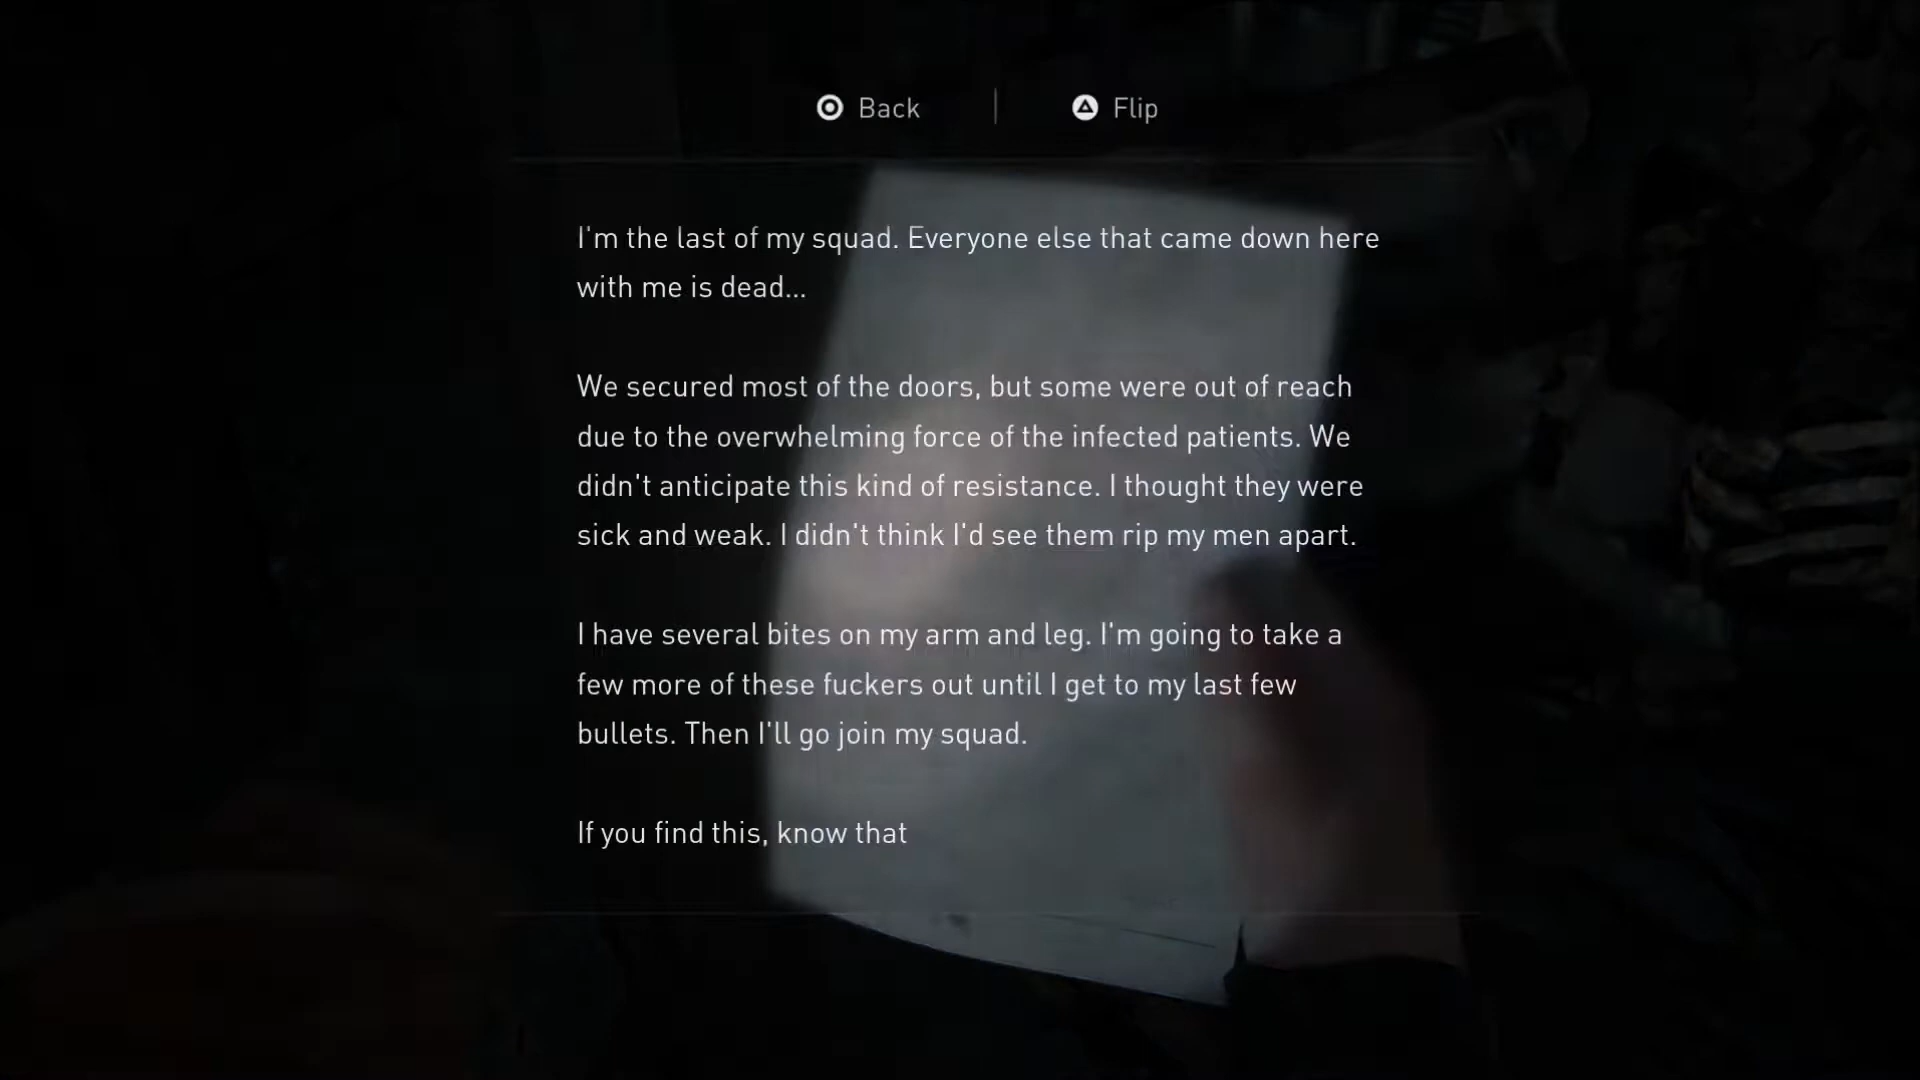 Back | Flip
I'm the last of my squad. Everyone else that came down here
with me is dead...
We secured most of the doors, but some were out of reach
due to the overwhelming force of the infected patients. We
didn't anticipate this kind of resistance. I thought they were
sick and weak. I didn't think I'd see them rip my men apart.
I have several bites on my arm and leg. I'm going to take a
few more of these fuckers out until I get to my last few
bullets. Then I'll go join my squad.
If you find this, know that